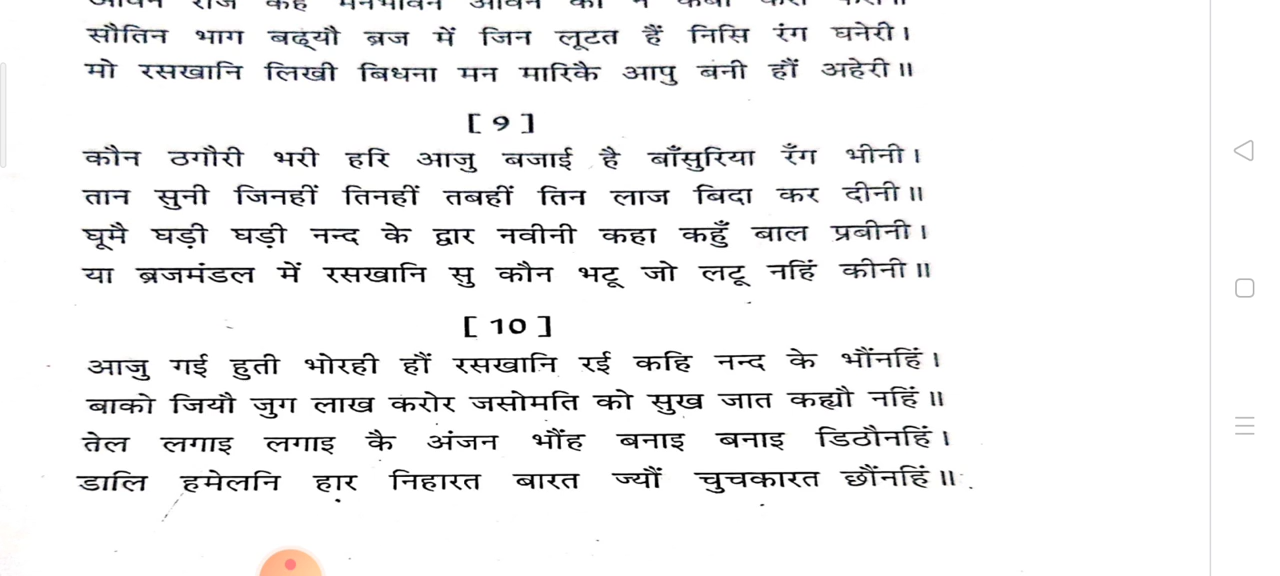 सौतिन भाग बढ्यौ ब्रज में जिन लूटत हैं निसि रंग घनेरी।
मो रसखानि लिखी बिधना मन मारिकै आपु बनी हौं अहेरी॥
[ 9 ]
कौन ठगौरी भरी हरि आजु बजाई है बाँसुरिया रँग भीनी।
तान सुनी जिनहीं तिनहीं तबहीं तिन लाज बिदा कर दीनी॥
घूमै घड़ी घड़ी नन्द के द्वार नवीनी कहा कहुँ बाल प्रबीनी।
या ब्रजमंडल में रसखानि सु कौन भटू जो लटू नहिं कीनी॥
[ 10 ]
आजु गई हुती भोरही हौं रसखानि रई कहि नन्द के भौंनहिं।
बाको जियौ जुग लाख करोर जसोमति को सुख जात कह्यौ नहिं॥
तेल लगाइ लगाइ कै अंजन भौंह बनाइ बनाइ डिठौनहिं।
डालि हमेलनि हार निहारत बारत ज्यौं चुचकारत छौंनहिं॥